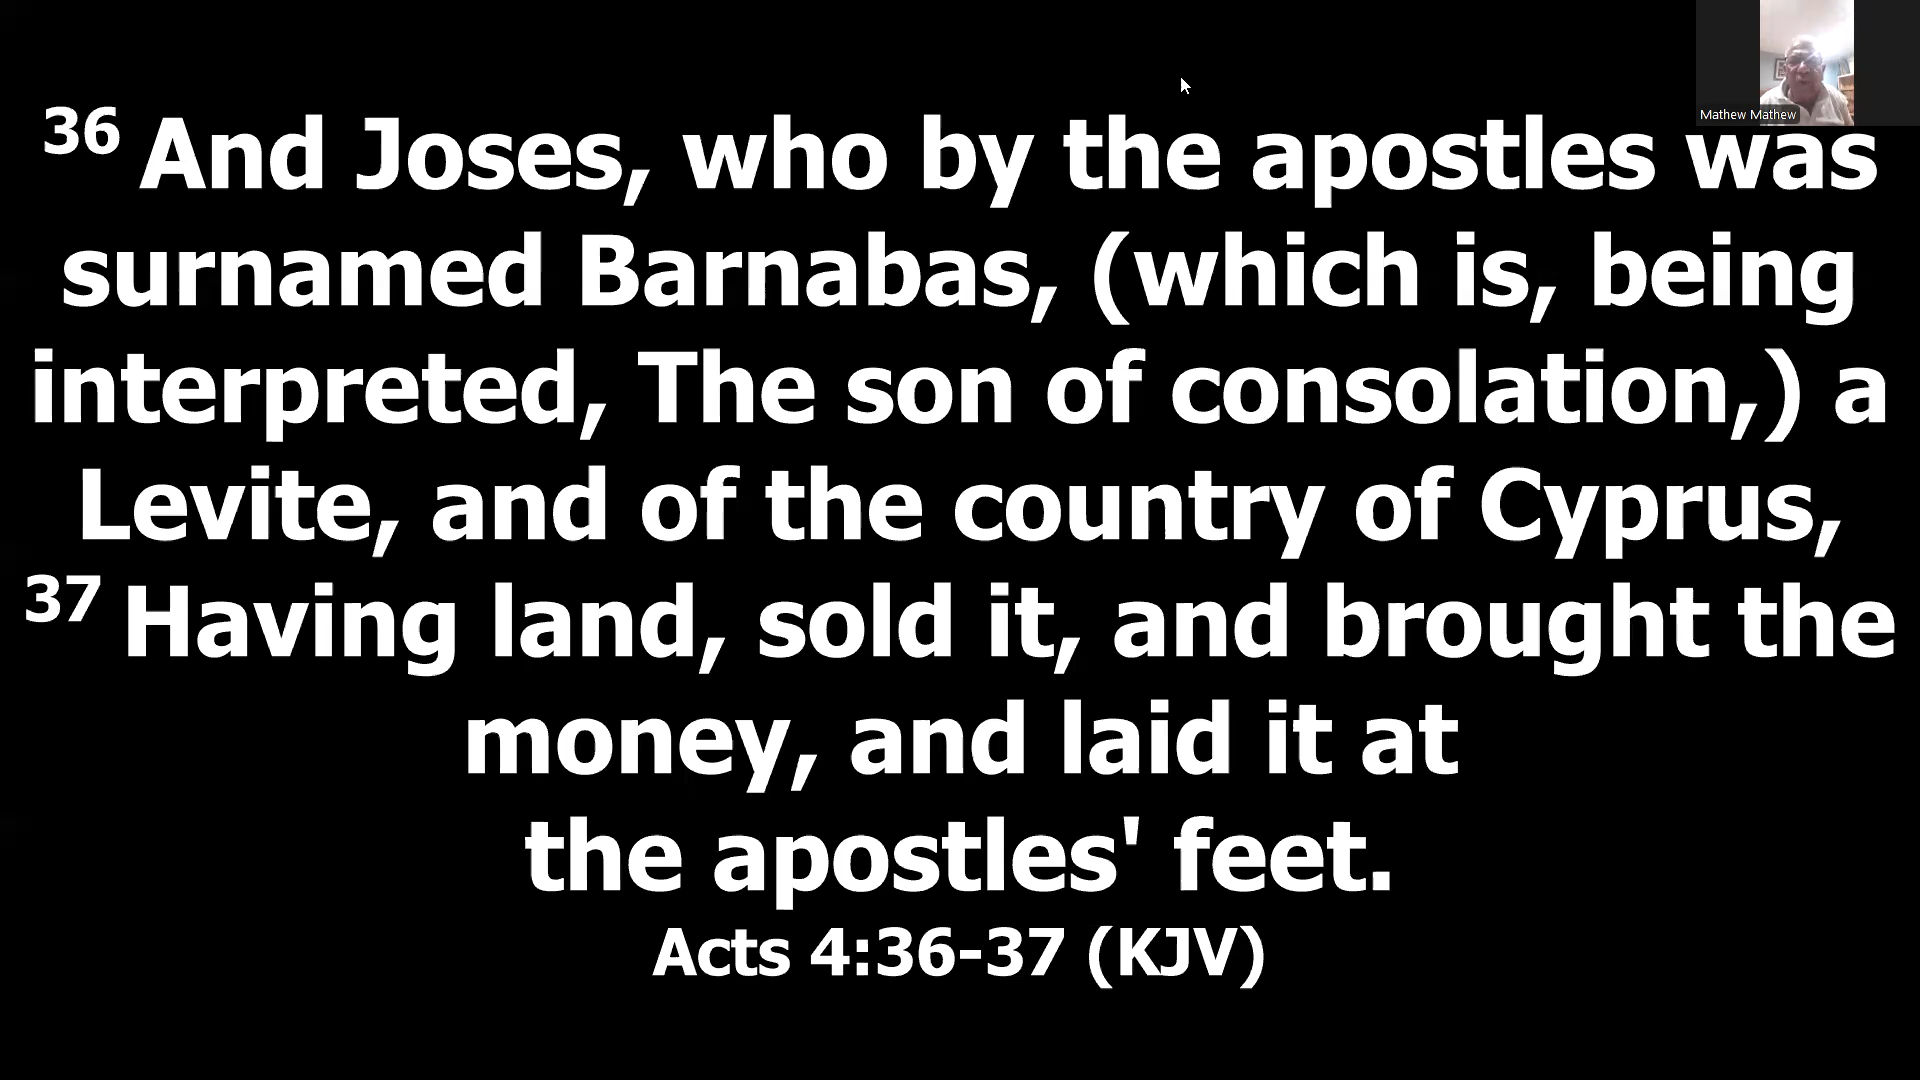 Mathew Mathew
36 And Joses, who by the apostles was
surnamed Barnabas, (which is, being
interpreted, The son of consolation,) a
Levite, and of the country of Cyprus,
37 Having land, sold it, and brought the
money, and laid it at
the apostles' feet.
Acts 4:36-37 (KJV)